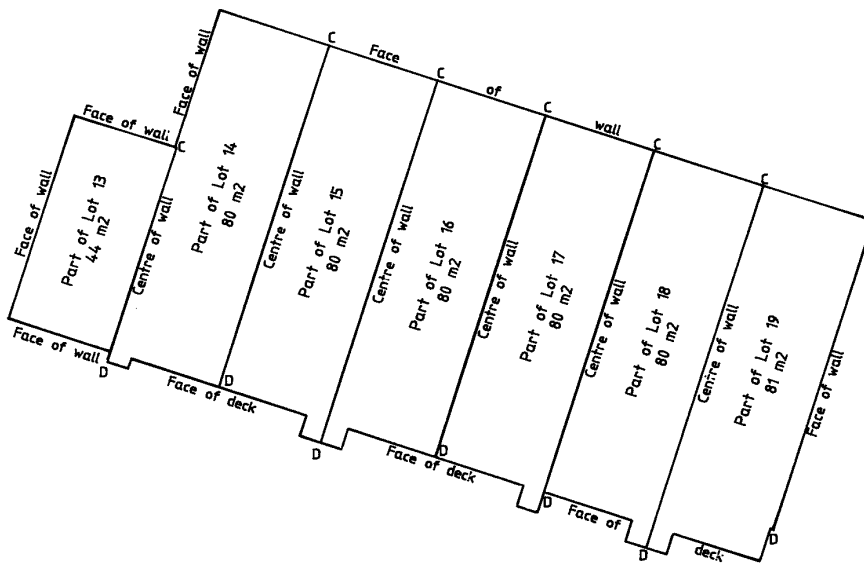 C
Face
C
of
C
wall
C
C
Face of wall
Face of wall
C
Face of wall
Part of Lot 13
44 m2
Centre of wall
Part of Lot 14
80 m2
Centre of wall
Part of Lot 15
80 m2
Centre of wall
Part of Lot 16
80 m2
Centre of wall
Part of Lot 17
80 m2
Centre of wall
Part of Lot 18
80 m2
Centre of wall
Part of Lot 19
81 m2
Face of wall
Face of wall
D
Face of deck
D
D
Face of deck
D
D
Face of
D
deck
D